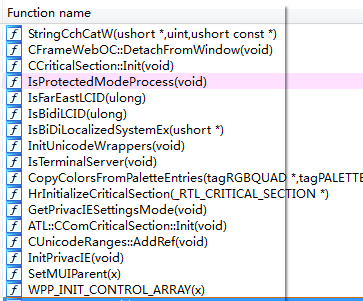 Function name
StringCchCatW(ushort *,uint,ushort const *)
CFrameWebOC::DetachFromWindow(void)
CCriticalSection::Init(void)
IsProtectedModeProcess(void)
IsFarEastLCID(ulong)
IsBidiLCID(ulong)
IsBiDiLocalizedSystemEx(ushort *)
InitUnicodeWrappers(void)
IsTerminalServer(void)
CopyColorsFromPaletteEntries(tagRGBQUAD *,tagPALETTE
HrInitializeCriticalSection(_RTL_CRITICAL_SECTION *)
GetPrivacIESettingsMode(void)
ATL::CComCriticalSection::Init(void)
CUnicodeRanges::AddRef(void)
InitPrivacIE(void)
SetMUIParent(x)
WPP_INIT_CONTROL_ARRAY(x)